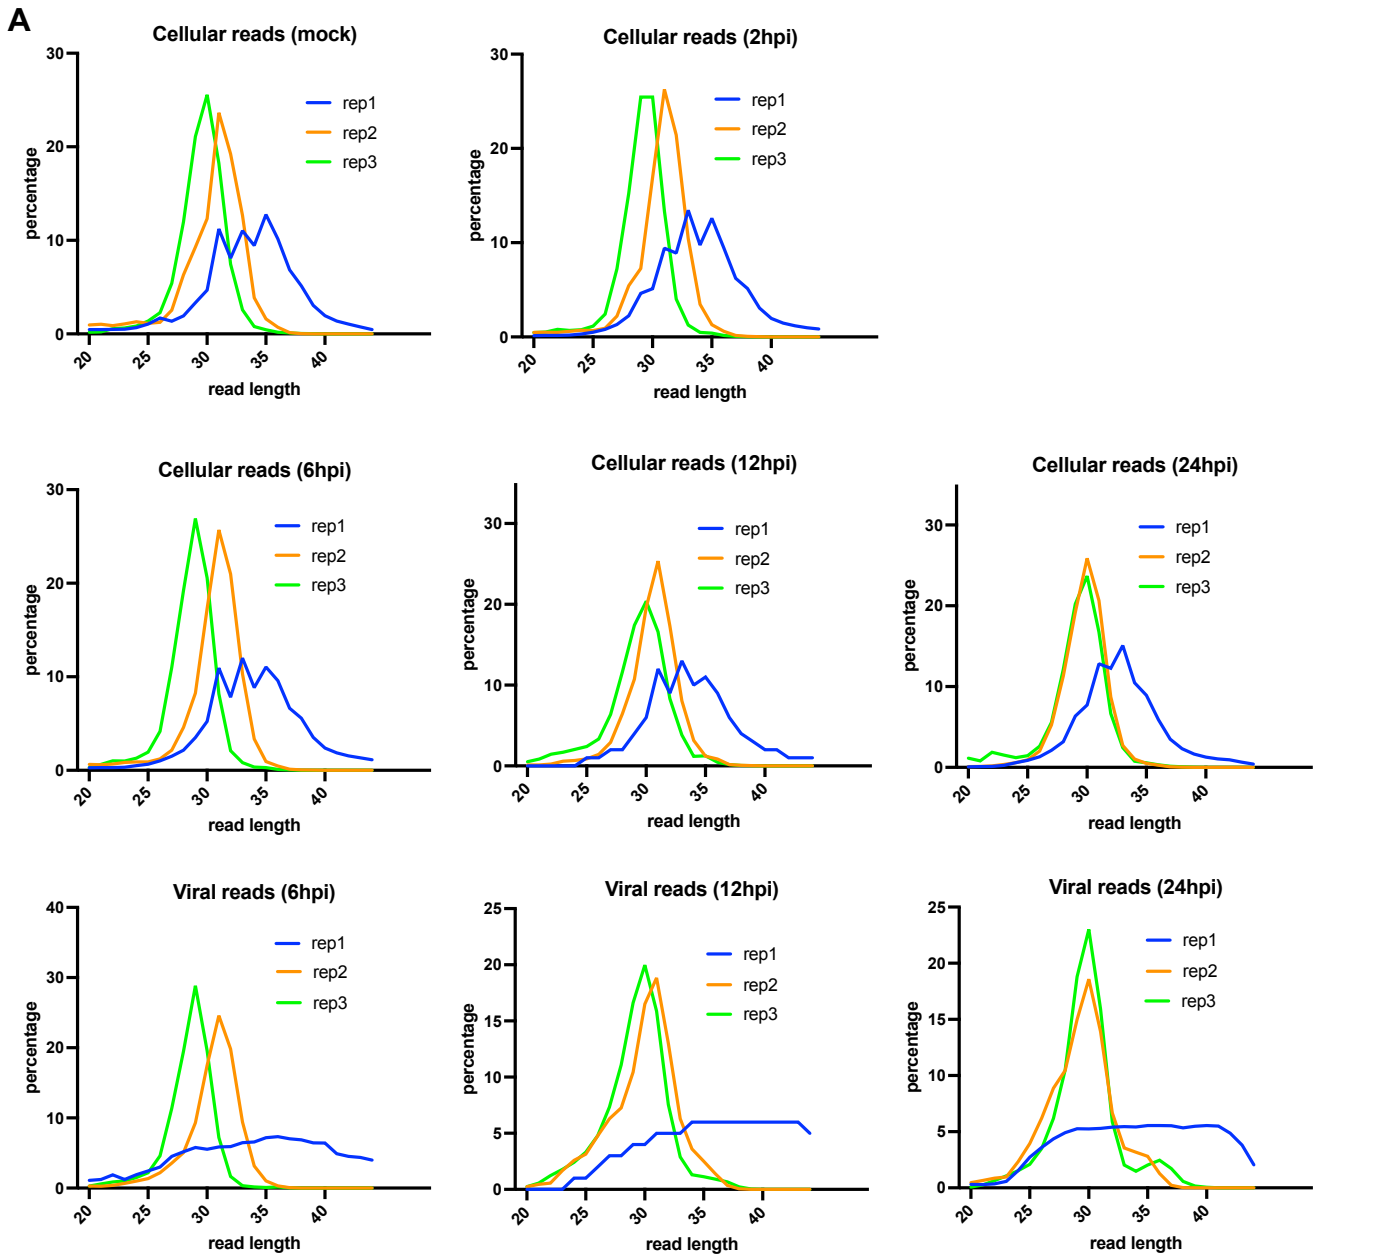 A
Cellular reads (mock)
30
20
10
0
percentage
rep1
rep2
rep3
20 25 30 35 40
read length
Cellular reads (2hpi)
30
20
10
0
percentage
rep1
rep2
rep3
20 25 30 35 40
read length
Cellular reads (6hpi)
30
20
10
0
percentage
rep1
rep2
rep3
20 25 30 35 40
read length
Cellular reads (12hpi)
30
20
10
0
percentage
rep1
rep2
rep3
20 25 30 35 40
read length
Cellular reads (24hpi)
30
20
10
0
percentage
rep1
rep2
rep3
20 25 30 35 40
read length
Viral reads (6hpi)
40
30
20
10
0
percentage
rep1
rep2
rep3
20 25 30 35 40
read length
Viral reads (12hpi)
25
20
15
10
5
0
percentage
rep1
rep2
rep3
20 25 30 35 40
read length
Viral reads (24hpi)
25
20
15
10
5
0
percentage
rep1
rep2
rep3
20 25 30 35 40
read length